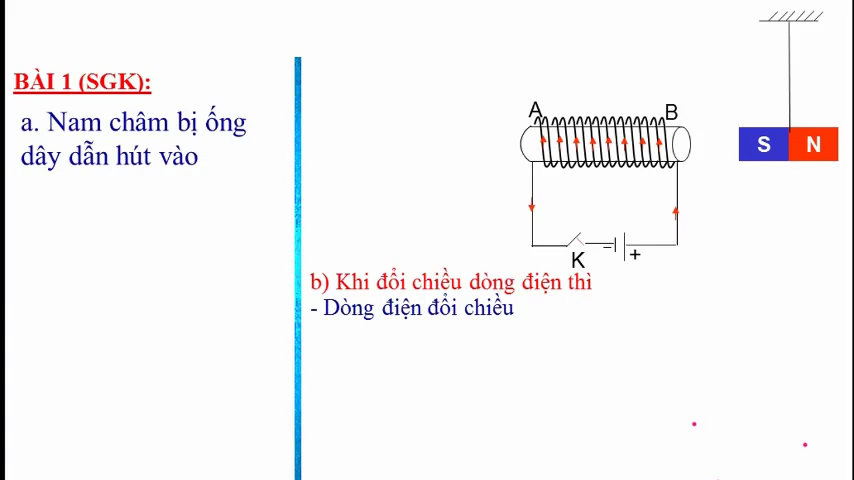 BÀI 1 (SGK):
a. Nam châm bị ống
dây dẫn hút vào
A
B
S
N
K
+
b) Khi đổi chiều dòng điện thì
- Dòng điện đổi chiều